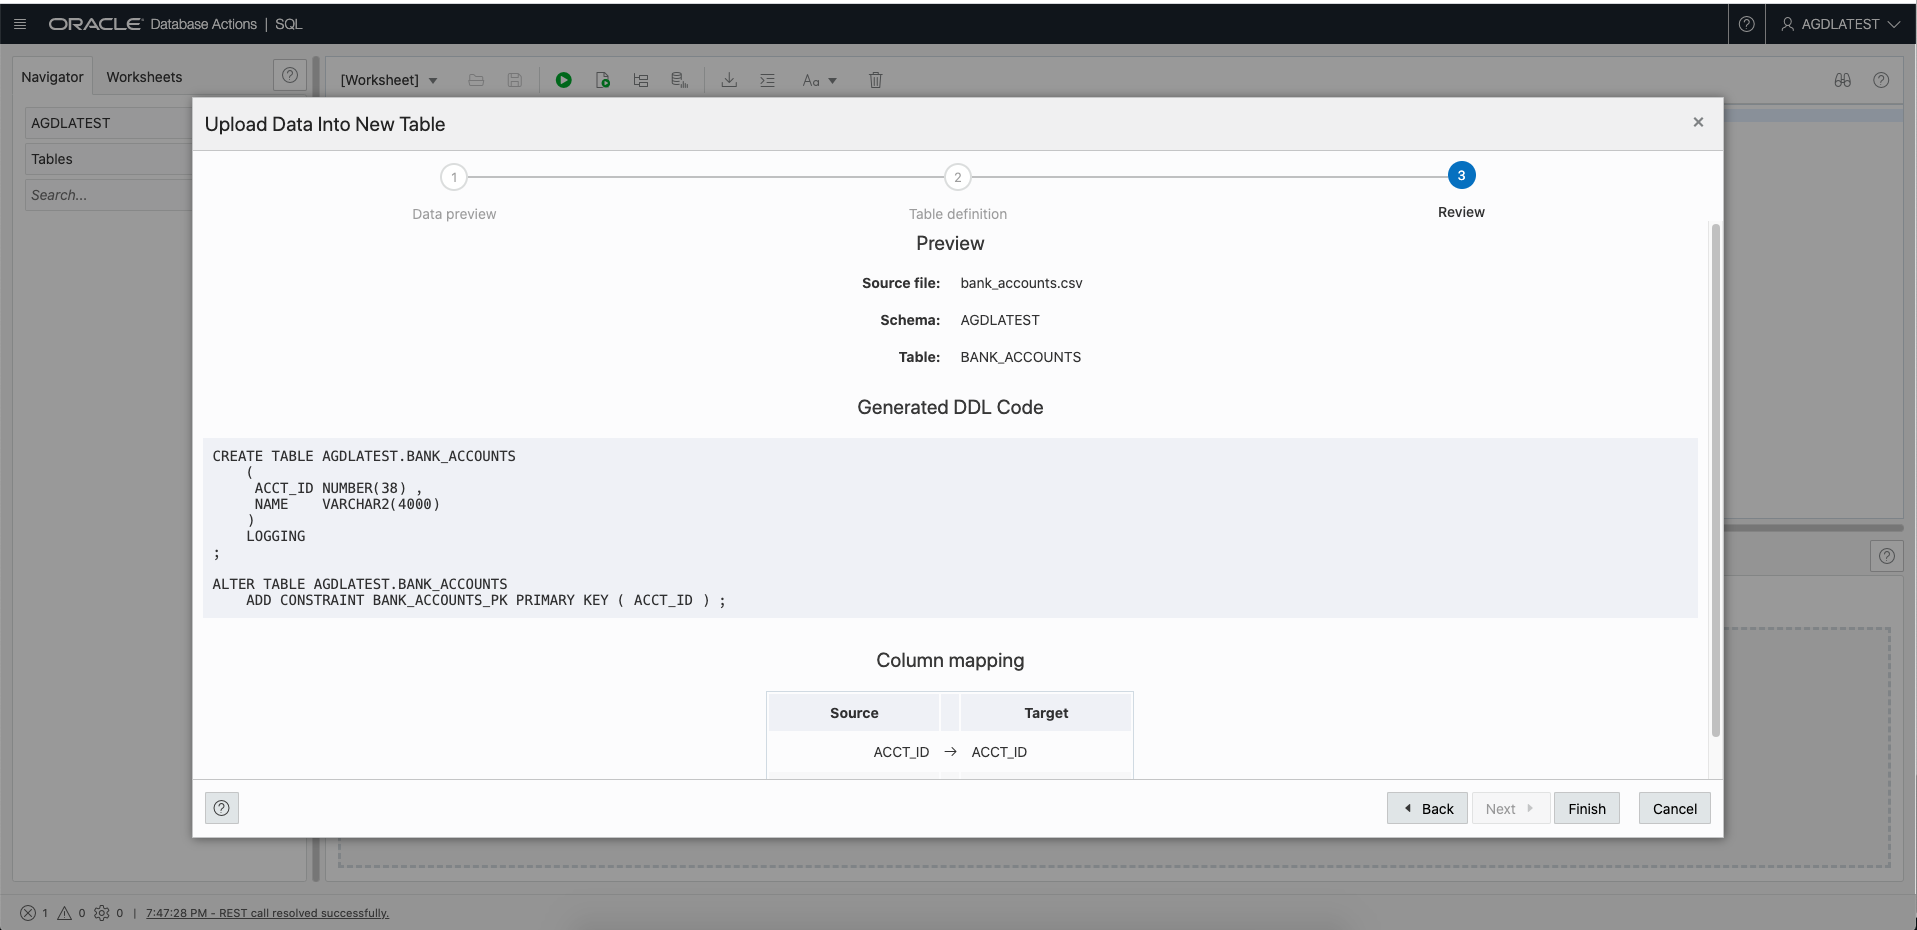 ORACLE Database Actions | SQL
? AGDLATEST
Navigator Worksheets ?
[Worksheet] Aa ?
AGDLATEST
Tables
Search...
Upload Data Into New Table ×
1 2 3
Data preview Table definition Review
Preview
Source file: bank_accounts.csv
Schema: AGDLATEST
Table: BANK_ACCOUNTS
Generated DDL Code
CREATE TABLE AGDLATEST.BANK_ACCOUNTS
(
ACCT_ID NUMBER(38) ,
NAME VARCHAR2(4000)
)
LOGGING
;
ALTER TABLE AGDLATEST.BANK_ACCOUNTS
ADD CONSTRAINT BANK_ACCOUNTS_PK PRIMARY KEY ( ACCT_ID ) ;
?
Column mapping
Source Target
ACCT_ID → ACCT_ID
? Back Next Finish Cancel
1 0 0 | 7:47:28 PM - REST call resolved successfully.